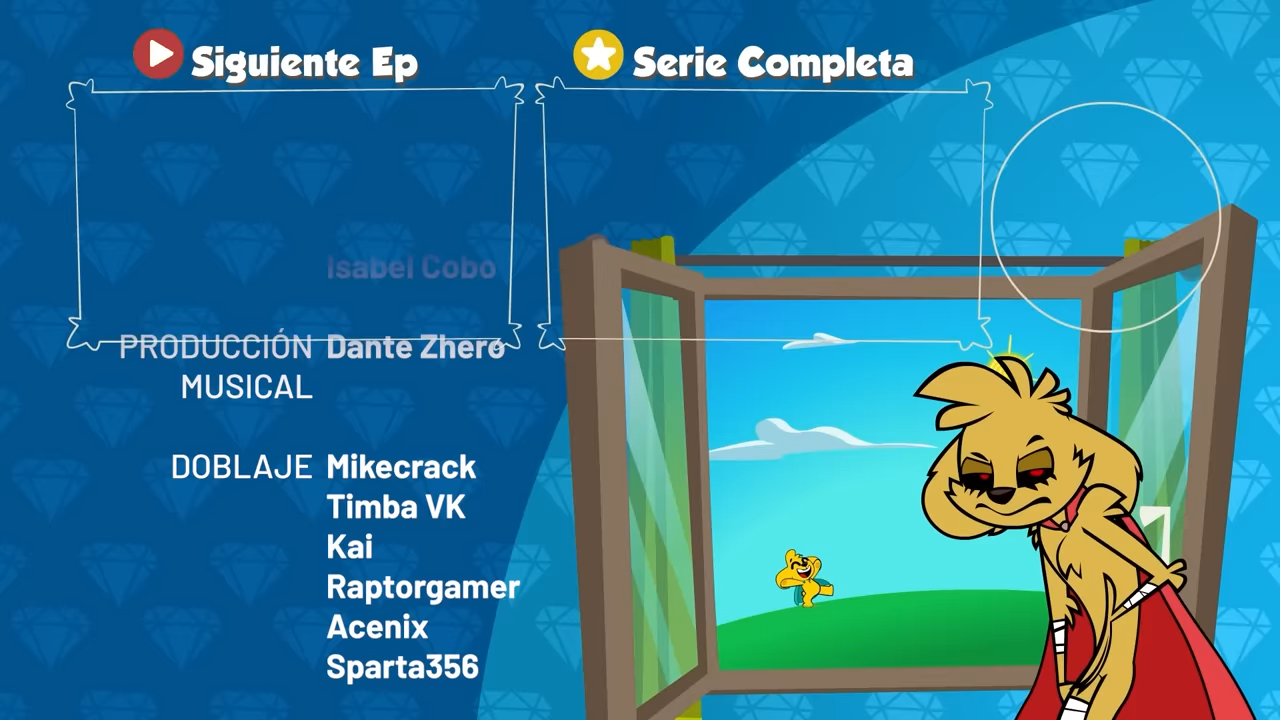 Siguiente Ep
Serie Completa
Isabel Cobo
PRODUCCIÓN Dante Zhero
MUSICAL
DOBLAJE Mikecrack
Timba VK
Kai
Raptorgamer
Acenix
Sparta356